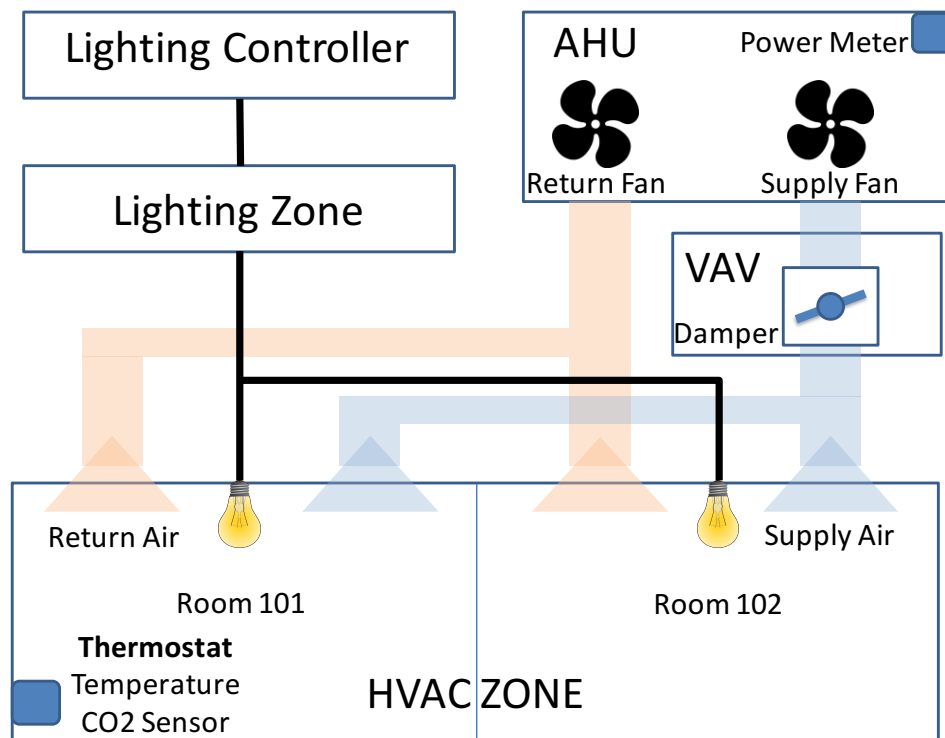 Lighting Controller
AHU
Power Meter
Return Fan
Supply Fan
Lighting Zone
VAV
Damper
Return Air
Supply Air
Room 101
Room 102
Thermostat
Temperature
CO2 Sensor
HVAC ZONE